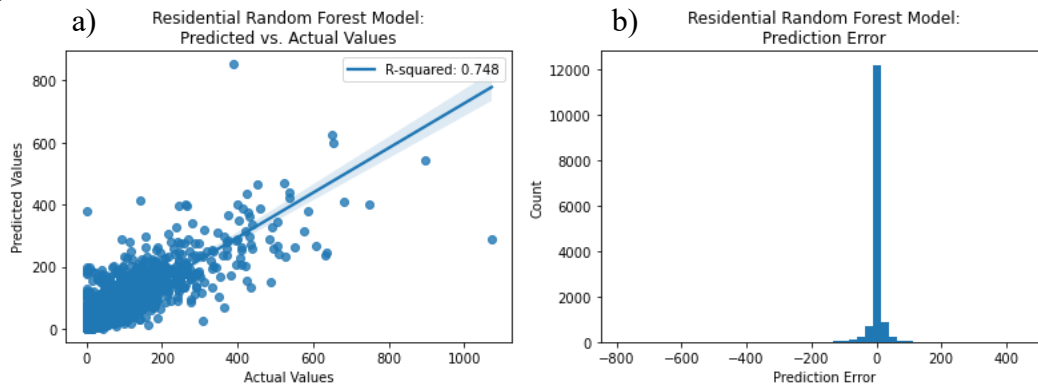 a)
Residential Random Forest Model:
Predicted vs. Actual Values
R-squared: 0.748
Predicted Values
800
600
400
200
0
0 200 400 600 800 1000
Actual Values
b)
Residential Random Forest Model:
Prediction Error
Count
12000
10000
8000
6000
4000
2000
0
−800 −600 −400 −200 0 200 400
Prediction Error